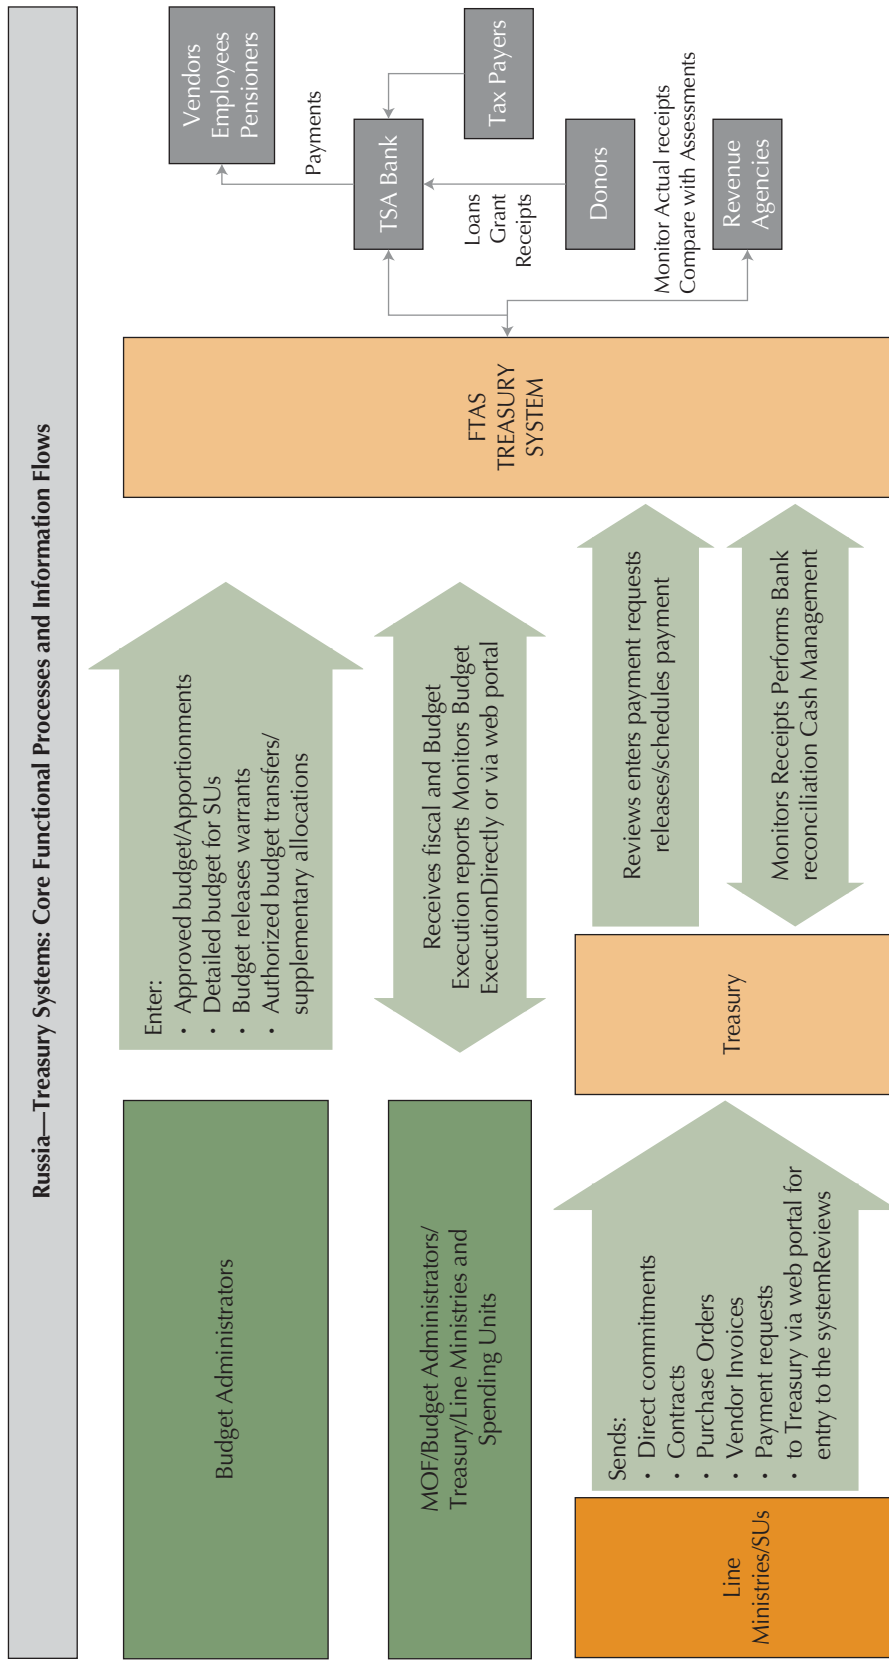 Russia—Treasury Systems: Core Functional Processes and Information Flows
Budget Administrators
Enter:
• Approved budget/Apportionments
• Detailed budget for SUs
• Budget releases warrants
• Authorized budget transfers/
supplementary allocations
MOF/Budget Administrators/
Treasury/Line Ministries and
Spending Units
Receives fiscal and Budget
Execution reports Monitors Budget
ExecutionDirectly or via web portal
Line
Ministries/SUs
Sends:
• Direct commitments
• Contracts
• Purchase Orders
• Vendor Invoices
• Payment requests
• to Treasury via web portal for
entry to the systemReviews
Treasury
Reviews enters payment requests
releases/schedules payment
Monitors Receipts Performs Bank
reconciliation Cash Management
FTAS
TREASURY
SYSTEM
Vendors
Employees
Pensioners
Payments
TSA Bank
Tax Payers
Loans
Grant
Receipts
Donors
Monitor Actual receipts
Compare with Assessments
Revenue
Agencies